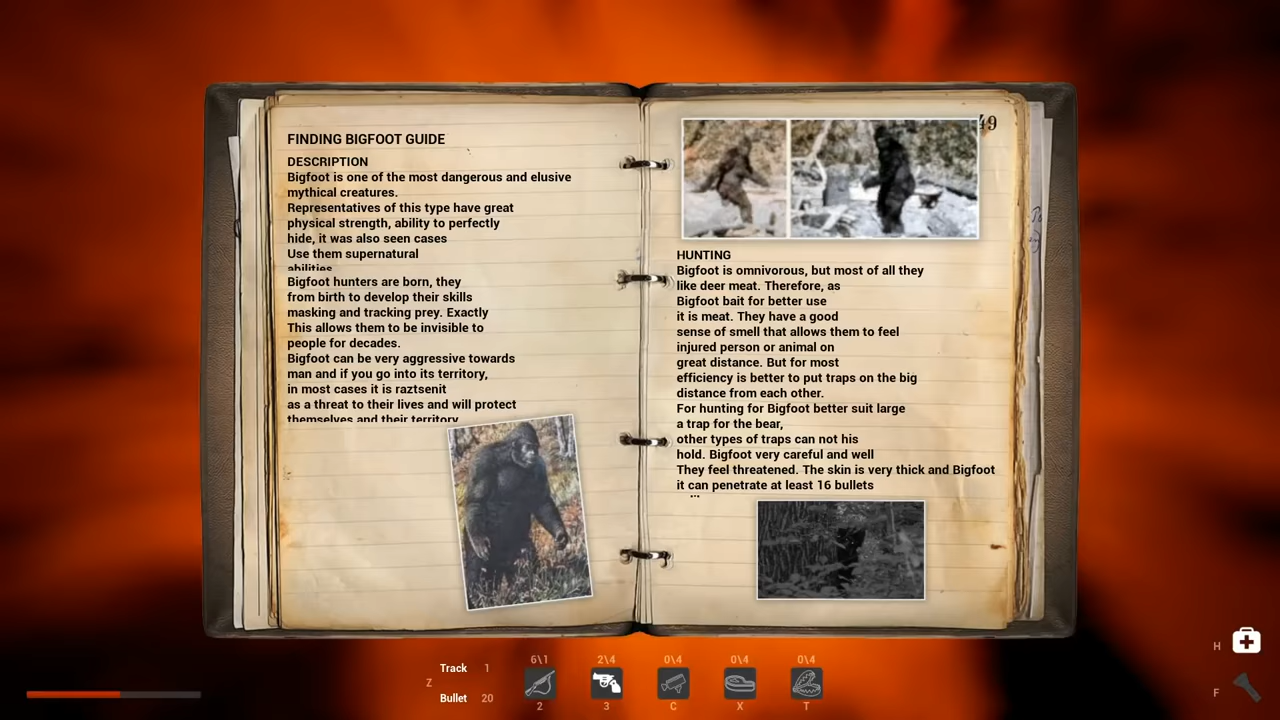 FINDING BIGFOOT GUIDE
DESCRIPTION
Bigfoot is one of the most dangerous and elusive
mythical creatures.
Representatives of this type have great
physical strength, ability to perfectly
hide, it was also seen cases
Use them supernatural
abilities
Bigfoot hunters are born, they
from birth to develop their skills
masking and tracking prey. Exactly
This allows them to be invisible to
people for decades.
Bigfoot can be very aggressive towards
man and if you go into its territory,
in most cases it is raztsenit
as a threat to their lives and will protect
themselves and their territory
49
HUNTING
Bigfoot is omnivorous, but most of all they
like deer meat. Therefore, as
Bigfoot bait for better use
it is meat. They have a good
sense of smell that allows them to feel
injured person or animal on
great distance. But for most
efficiency is better to put traps on the big
distance from each other.
For hunting for Bigfoot better suit large
a trap for the bear,
other types of traps can not his
hold. Bigfoot very careful and well
They feel threatened. The skin is very thick and Bigfoot
it can penetrate at least 16 bullets
Track 1
Z
Bullet 20
6\1 2\4 0\4 0\4 0\4
2 3 C X T
H
F